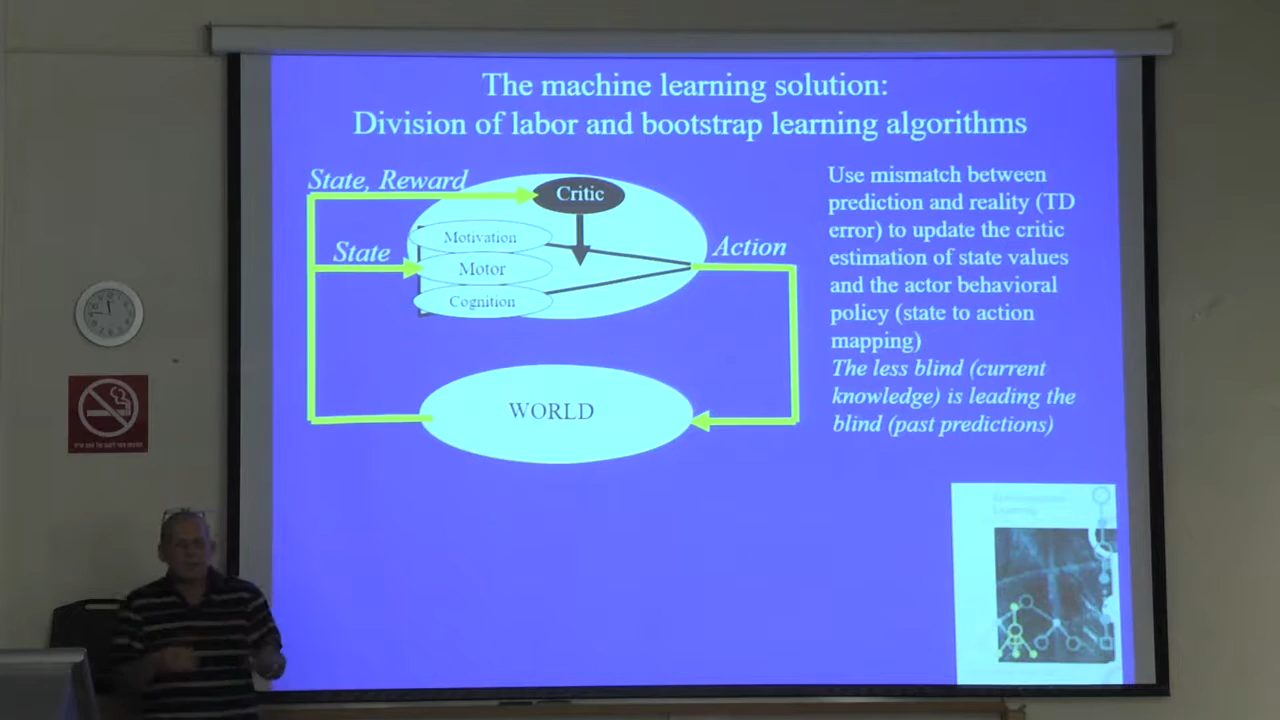 The machine learning solution:
Division of labor and bootstrap learning algorithms
State, Reward
Critic
Motivation
State
Motor
Cognition
Action
WORLD
Use mismatch between
prediction and reality (TD
error) to update the critic
estimation of state values
and the actor behavioral
policy (state to action
mapping)
The less blind (current
knowledge) is leading the
blind (past predictions)
Learning